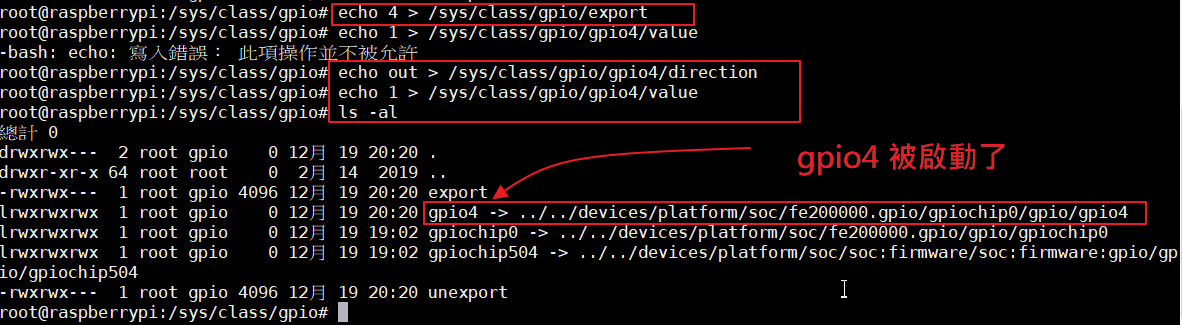 root@raspberrypi:/sys/class/gpio# echo 4 > /sys/class/gpio/export
root@raspberrypi:/sys/class/gpio# echo 1 > /sys/class/gpio/gpio4/value
-bash: echo: 寫入錯誤： 此項操作並不被允許
root@raspberrypi:/sys/class/gpio# echo out > /sys/class/gpio/gpio4/direction
root@raspberrypi:/sys/class/gpio# echo 1 > /sys/class/gpio/gpio4/value
root@raspberrypi:/sys/class/gpio# ls -al
總計 0
drwxrwx---  2 root gpio    0 12月 19 20:20 .
drwxr-xr-x 64 root root    0  2月 14  2019 ..
-rwxrwx---  1 root gpio 4096 12月 19 20:20 export
lrwxrwxrwx  1 root gpio    0 12月 19 20:20 gpio4 -> ../../devices/platform/soc/fe200000.gpio/gpiochip0/gpio/gpio4
lrwxrwxrwx  1 root gpio    0 12月 19 19:02 gpiochip0 -> ../../devices/platform/soc/fe200000.gpio/gpio/gpiochip0
lrwxrwxrwx  1 root gpio    0 12月 19 19:02 gpiochip504 -> ../../devices/platform/soc/soc:firmware/soc:firmware:gpio/gp
io/gpiochip504
-rwxrwx---  1 root gpio 4096 12月 19 20:20 unexport
root@raspberrypi:/sys/class/gpio#
gpio4 被啟動了